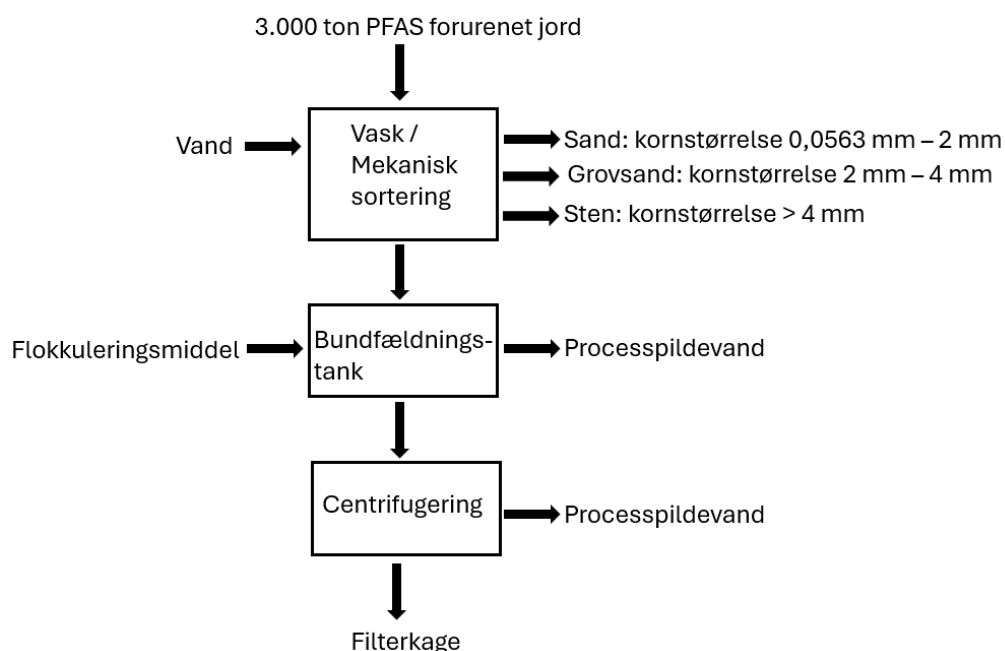 3.000 ton PFAS forurenet jord
Vand
Vask /
Mekanisk
sortering
Sand: kornstørrelse 0,0563 mm – 2 mm
Grovsand: kornstørrelse 2 mm – 4 mm
Sten: kornstørrelse > 4 mm
Flokkuleringsmiddel
Bundfældnings-
tank
Processpildevand
Centrifugering
Processpildevand
Filterkage